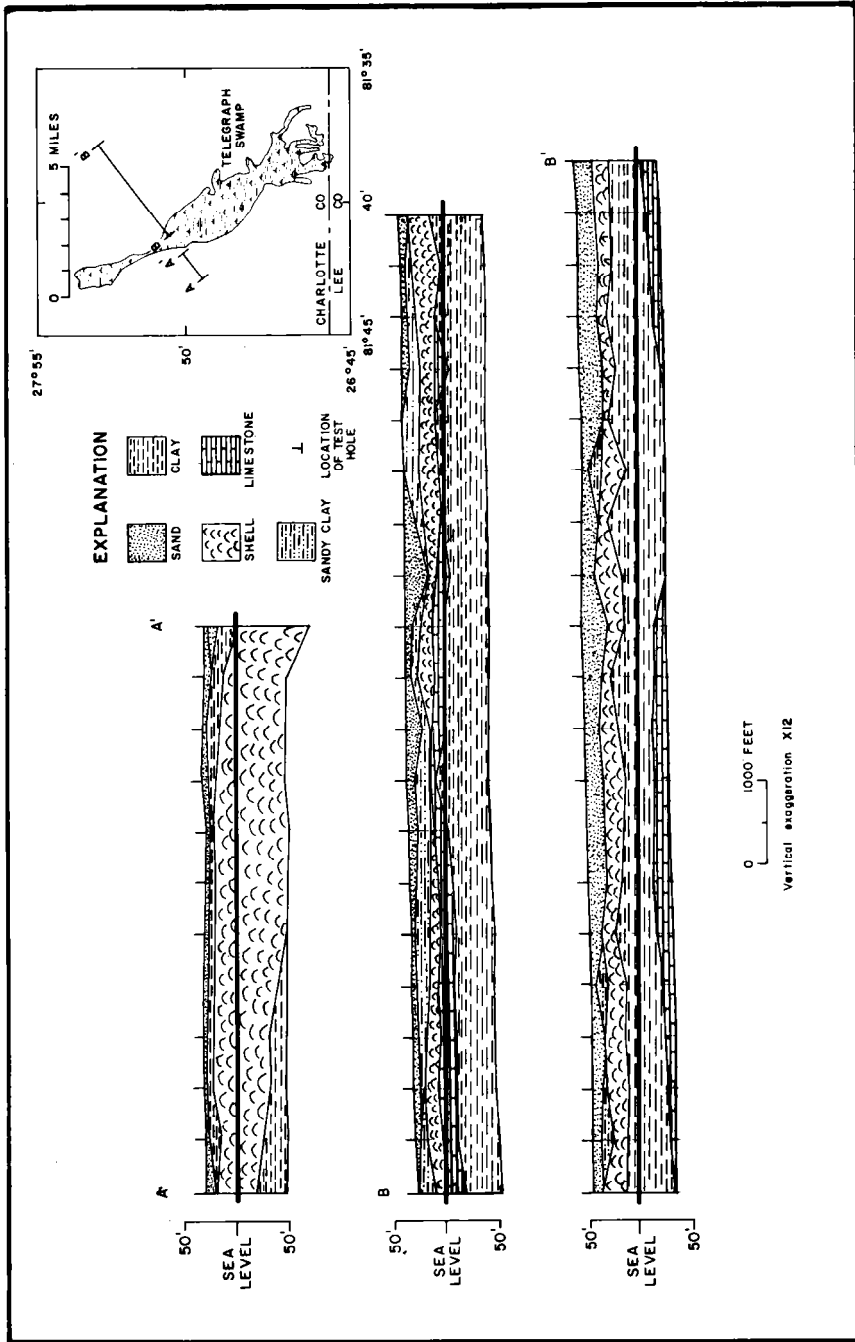 27°55'
50'
26°45'
81°45'
40'
81°35'
0 5 MILES
B'
B
A'
A
TELEGRAPH
SWAMP
CHARLOTTE CO
LEE CO
EXPLANATION
SAND
CLAY
SHELL
LIMESTONE
SANDY CLAY
LOCATION
OF TEST
HOLE
A
A'
50'
SEA
LEVEL
50'
B
50'
SEA
LEVEL
50'
B'
50'
SEA
LEVEL
50'
0 1000 FEET
Vertical exaggeration X12